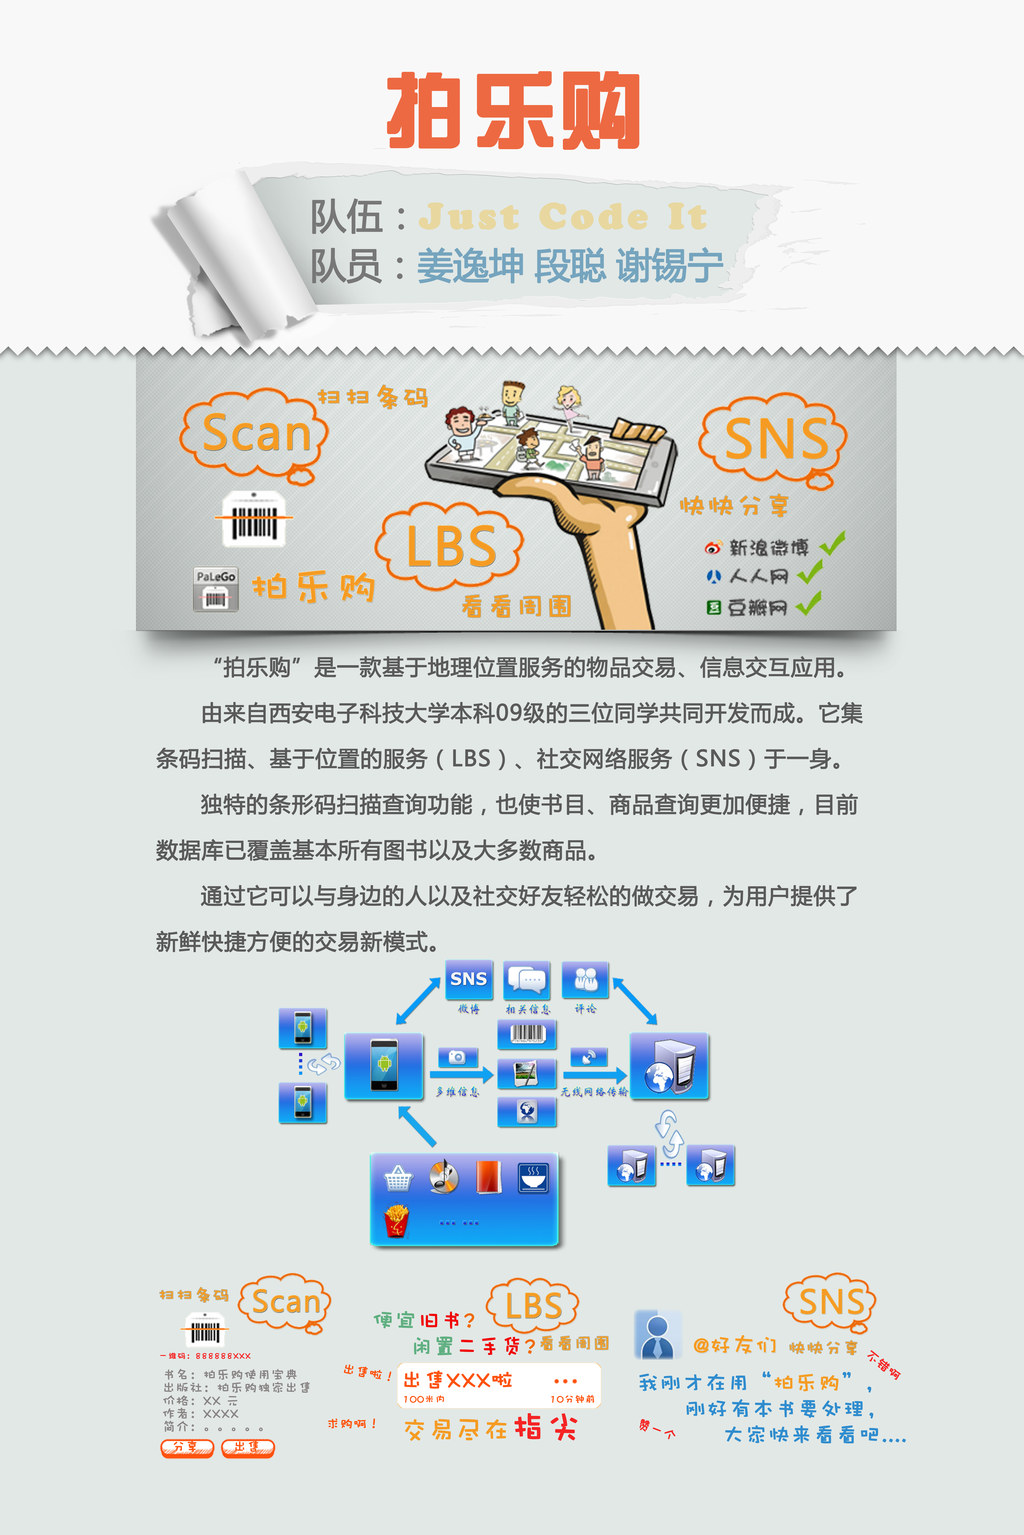 拍乐购
队伍：Just Code It
队员：姜逸坤 段聪 谢锡宁
Scan
扫扫条码
SNS
快快分享
LBS
看看周围
PaLeGo
拍乐购
新浪微博
人人网
豆瓣网
“拍乐购”是一款基于地理位置服务的物品交易、信息交互应用。
由来自西安电子科技大学本科09级的三位同学共同开发而成。它集
条码扫描、基于位置的服务（LBS）、社交网络服务（SNS）于一身。
独特的条形码扫描查询功能，也使书目、商品查询更加便捷，目前
数据库已覆盖基本所有图书以及大多数商品。
通过它可以与身边的人以及社交好友轻松的做交易，为用户提供了
新鲜快捷方便的交易新模式。
SNS
微博
相关信息
评论
多维信息
无线网络传输
... ...
扫扫条码
Scan
一维码：888888XXX
书名：拍乐购使用宝典
出版社：拍乐购独家出售
价格：XX 元
作者：XXXX
简介：。。。。。
分享
出售
LBS
便宜旧书？
闲置二手货？看看周围
出售啦！
出售XXX啦 ...
100米内 10分钟前
求购啊！
交易尽在指尖
SNS
@好友们 快快分享
不错啊
我刚才在用“拍乐购”，
刚好有本书要处理，
赞一个
大家快来看看吧....